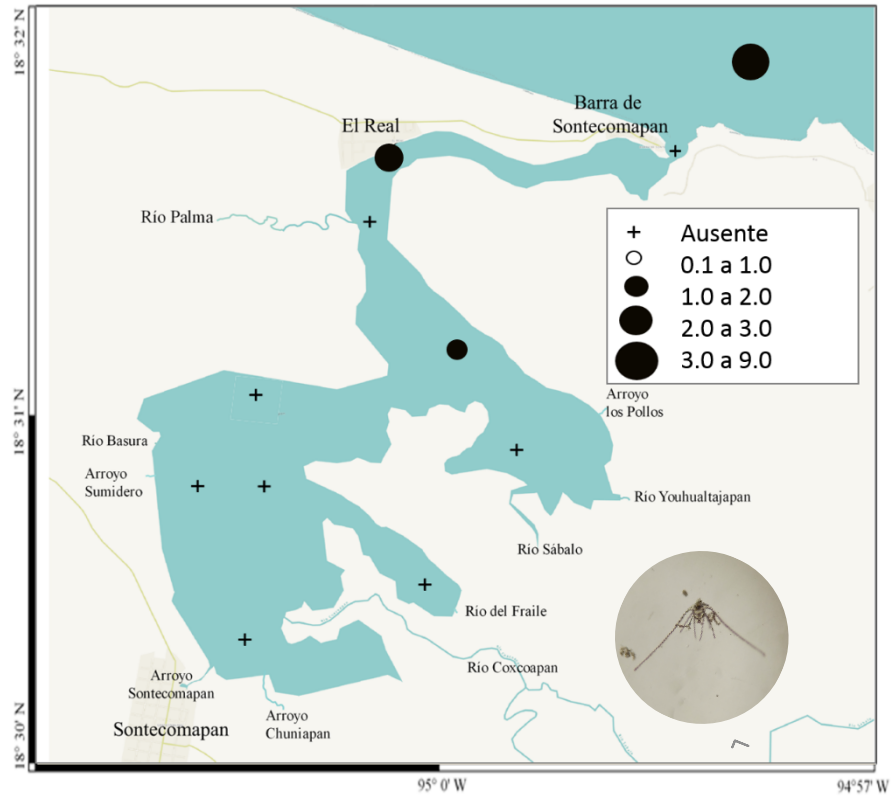 18° 32' N
Barra de
Sontecomapan
El Real
Río Palma
+ Ausente
0.1 a 1.0
1.0 a 2.0
2.0 a 3.0
3.0 a 9.0
Arroyo
los Pollos
18° 31' N
Río Basura
Arroyo
Sumidero
Río Youhualtajapan
Río Sábalo
Río del Fraile
Río Coxcoapan
Arroyo
Sontecomapan
Arroyo
Chuniapan
Sontecomapan
18° 30' N
95° 0' W
94°57' W